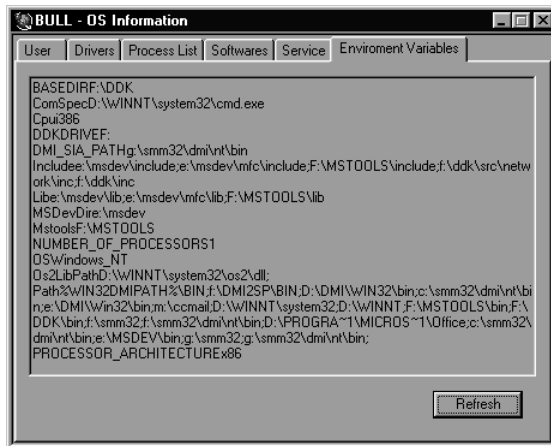 BULL - OS Information
User Drivers Process List Softwares Service Enviroment Variables
BASEDIRF:\DDK
ComSpecD:\WINNT\system32\cmd.exe
Cpui386
DDKDRIVEF:
DMI_SIA_PATHg:\smm32\dmi\nt\bin
Includee:\msdev\include;e:\msdev\mfc\include;F:\MSTOOLS\include;f:\ddk\src\netw
ork\inc;f:\ddk\inc
Libe:\msdev\lib;e:\msdev\mfc\lib;F:\MSTOOLS\lib
MSDevDire:\msdev
MstoolsF:\MSTOOLS
NUMBER_OF_PROCESSORS1
OSWindows_NT
Os2LibPathD:\WINNT\system32\os2\dll;
Path%WIN32DMIPATH%\BIN;f:\DMI2SP\BIN;D:\DMI\WIN32\bin;c:\smm32\dmi\nt\bi
n;e:\DMI\Win32\bin;m:\ccmail;D:\WINNT\system32;D:\WINNT;F:\MSTOOLS\bin;F:\
DDK\bin;f:\smm32;f:\smm32\dmi\nt\bin;D:\PROGRA~1\MICROS~1\Office;c:\smm32\
dmi\nt\bin;e:\MSDEV\bin;g:\smm32;g:\smm32\dmi\nt\bin;
PROCESSOR_ARCHITECTUREx86
Refresh